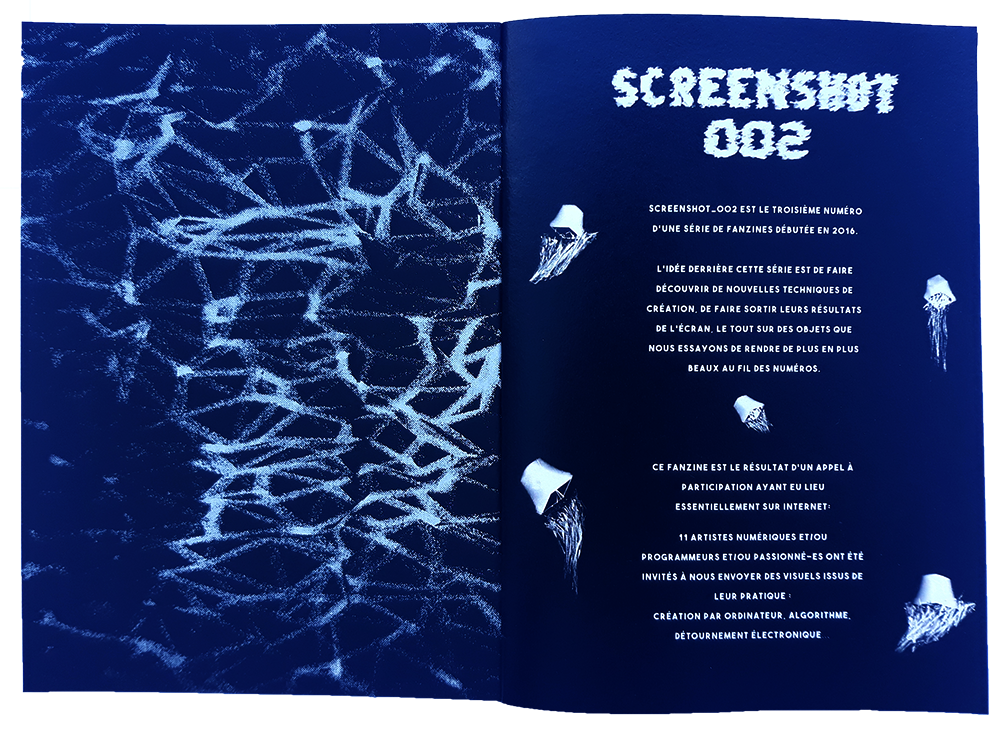 SCREENSHOT
002
SCREENSHOT_002 EST LE TROISIÈME NUMÉRO
D'UNE SÉRIE DE FANZINES DÉBUTÉE EN 2016.
L'IDÉE DERRIÈRE CETTE SÉRIE EST DE FAIRE
DÉCOUVRIR DE NOUVELLES TECHNIQUES DE
CRÉATION, DE FAIRE SORTIR LEURS RÉSULTATS
DE L'ÉCRAN, LE TOUT SUR DES OBJETS QUE
NOUS ESSAYONS DE RENDRE DE PLUS EN PLUS
BEAUX AU FIL DES NUMÉROS.
CE FANZINE EST LE RÉSULTAT D'UN APPEL À
PARTICIPATION AYANT EU LIEU
ESSENTIELLEMENT SUR INTERNET:
11 ARTISTES NUMÉRIQUES ET/OU
PROGRAMMEURS ET/OU PASSIONNÉ-ES ONT ÉTÉ
INVITÉS À NOUS ENVOYER DES VISUELS ISSUS DE
LEUR PRATIQUE :
CRÉATION PAR ORDINATEUR, ALGORITHME,
DÉTOURNEMENT ÉLECTRONIQUE